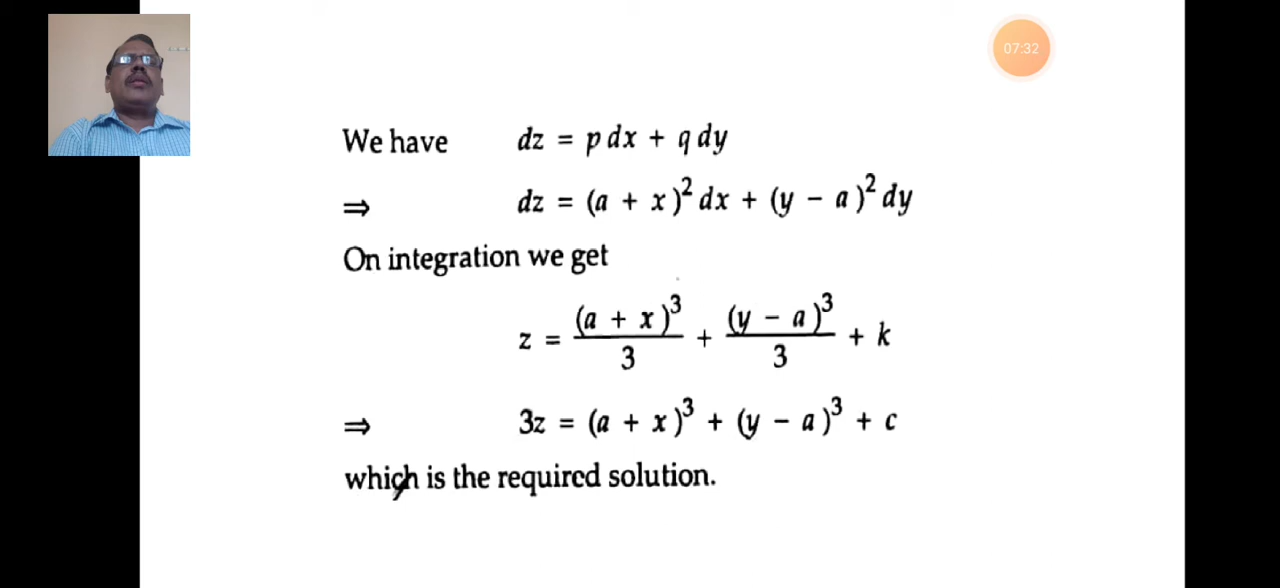 07:32
We have dz = p dx + q dy
⇒ dz = (a + x)² dx + (y − a)² dy
On integration we get
z = (a + x)³/3 + (y − a)³/3 + k
⇒ 3z = (a + x)³ + (y − a)³ + c
which is the required solution.